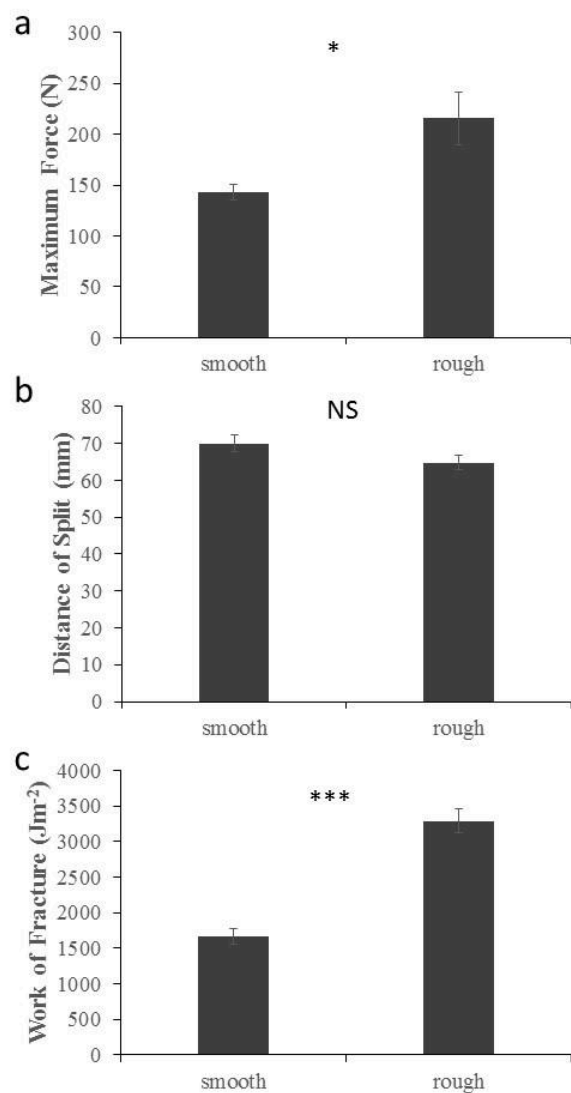 a
*
Maximum Force (N)
300
250
200
150
100
50
0
smooth rough
b
NS
Distance of Split (mm)
80
70
60
50
40
30
20
10
0
smooth rough
c
***
Work of Fracture (Jm⁻²)
4000
3500
3000
2500
2000
1500
1000
500
0
smooth rough